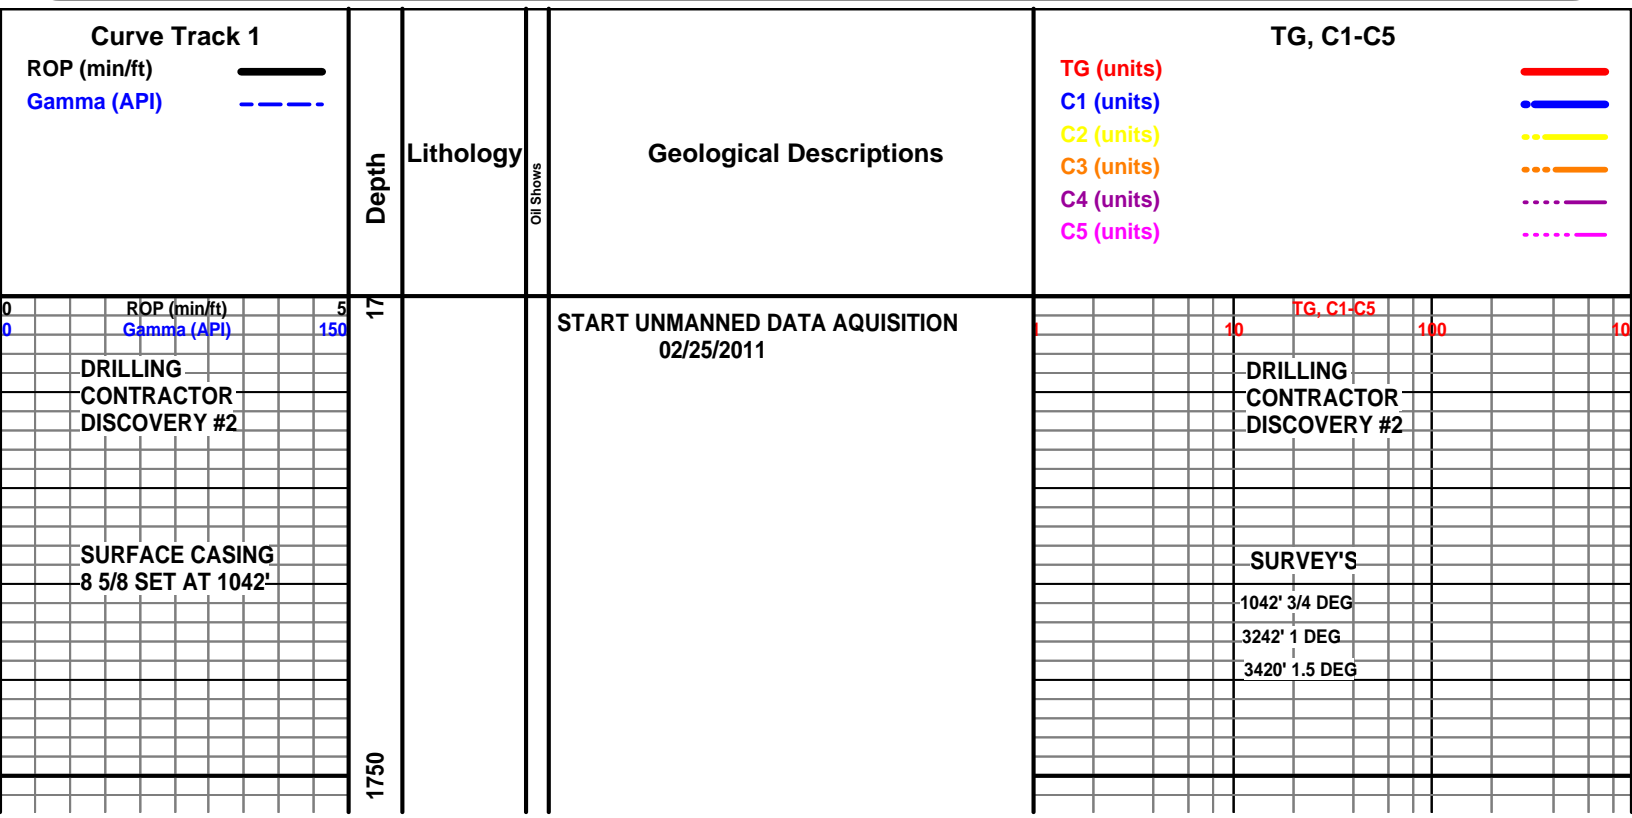 Curve Track 1
ROP (min/ft)
Gamma (API)
Depth
Lithology
Oil Shows
Geological Descriptions
TG, C1-C5
TG (units)
C1 (units)
C2 (units)
C3 (units)
C4 (units)
C5 (units)
0 ROP (min/ft) 5
0 Gamma (API) 150
DRILLING
CONTRACTOR
DISCOVERY #2
SURFACE CASING
8 5/8 SET AT 1042'
17
1750
START UNMANNED DATA AQUISITION
02/25/2011
TG, C1-C5
1 10 100 10
DRILLING
CONTRACTOR
DISCOVERY #2
SURVEY'S
1042' 3/4 DEG
3242' 1 DEG
3420' 1.5 DEG